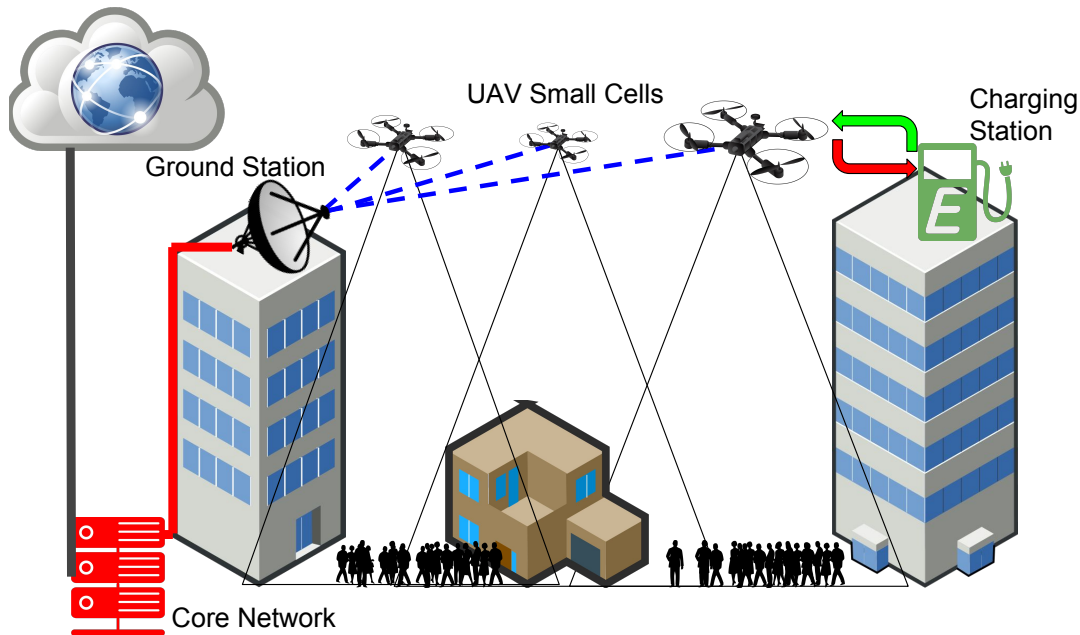 UAV Small Cells
Charging
Station
Ground Station
E
Core Network